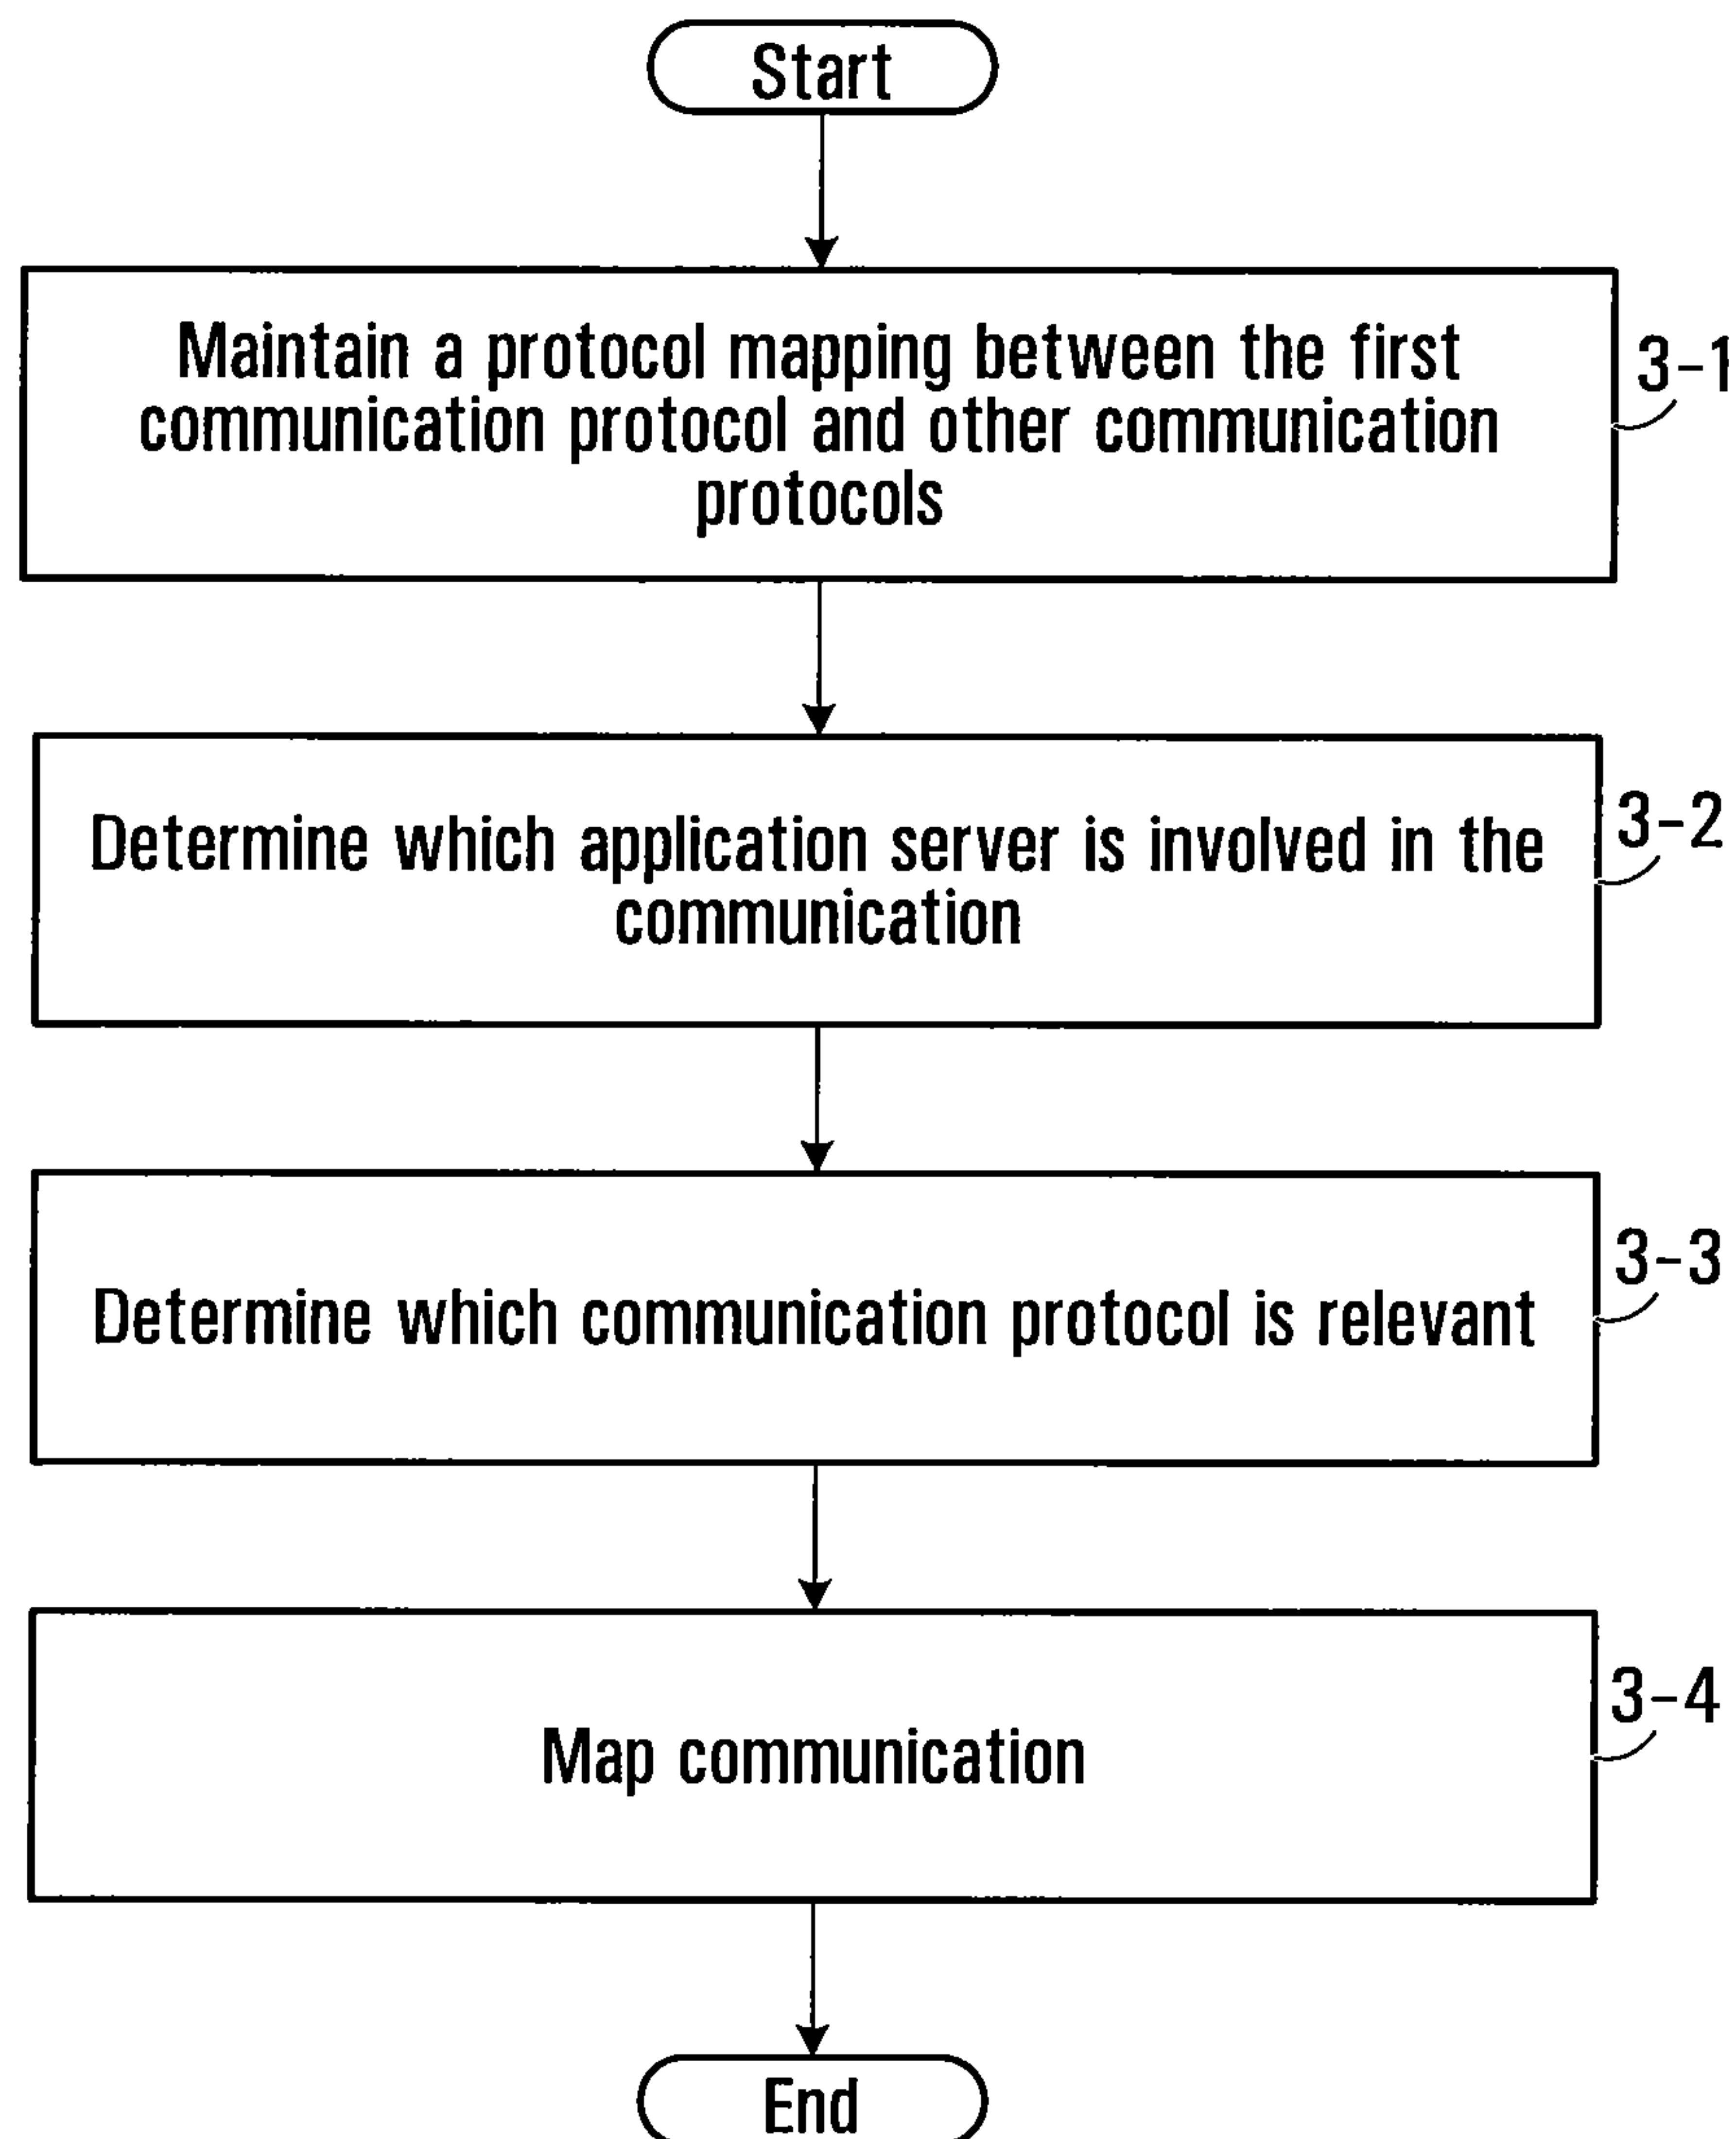 Start
Maintain a protocol mapping between the first
communication protocol and other communication
protocols
3-1
Determine which application server is involved in the
communication
3-2
Determine which communication protocol is relevant
3-3
Map communication
3-4
End